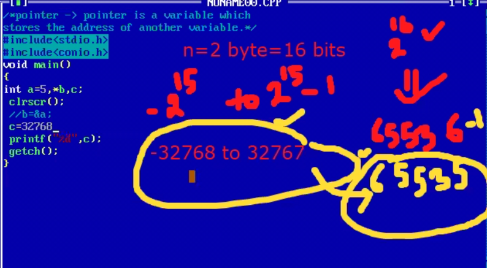 NONAME00.CPP
/*pointer -> pointer is a variable which
stores the address of another variable.*/
#include<stdio.h>
#include<conio.h>
void main()
{
int a=5,*b,c;
clrscr();
//b=&a;
c=32768_
printf("%d",c);
getch();
}
n=2 byte=16 bits
2^16
-2^15 to 2^15-1
65536-1
-32768 to 32767
65535